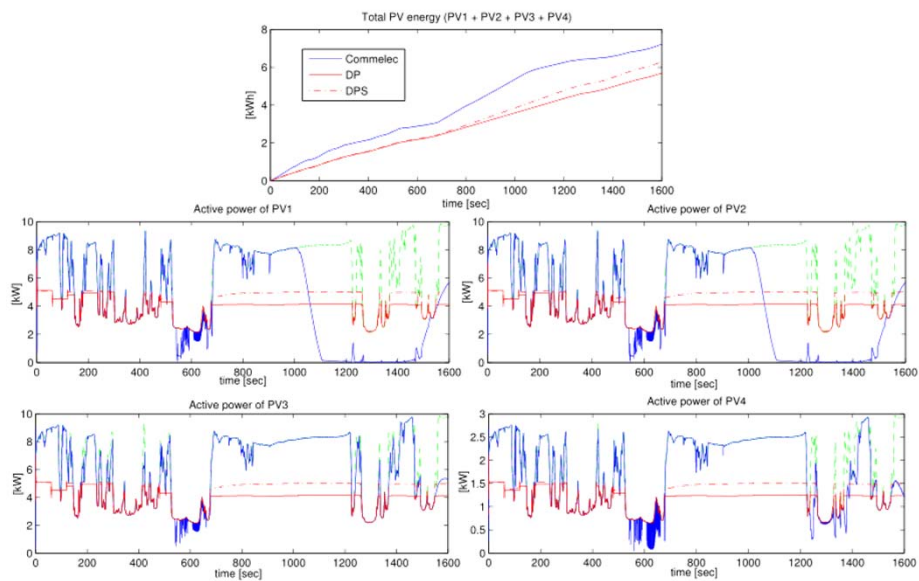 Total PV energy (PV1 + PV2 + PV3 + PV4)
8
6
4
2
0
[kWh]
Commelec
DP
DPS
0 200 400 600 800 1000 1200 1400 1600
time [sec]
Active power of PV1
10
8
6
4
2
0
[kW]
0 200 400 600 800 1000 1200 1400 1600
time [sec]
Active power of PV2
10
8
6
4
2
0
[kW]
0 200 400 600 800 1000 1200 1400 1600
time [sec]
Active power of PV3
10
8
6
4
2
0
[kW]
0 200 400 600 800 1000 1200 1400 1600
time [sec]
Active power of PV4
3
2.5
2
1.5
1
0.5
0
[kW]
0 200 400 600 800 1000 1200 1400 1600
time [sec]